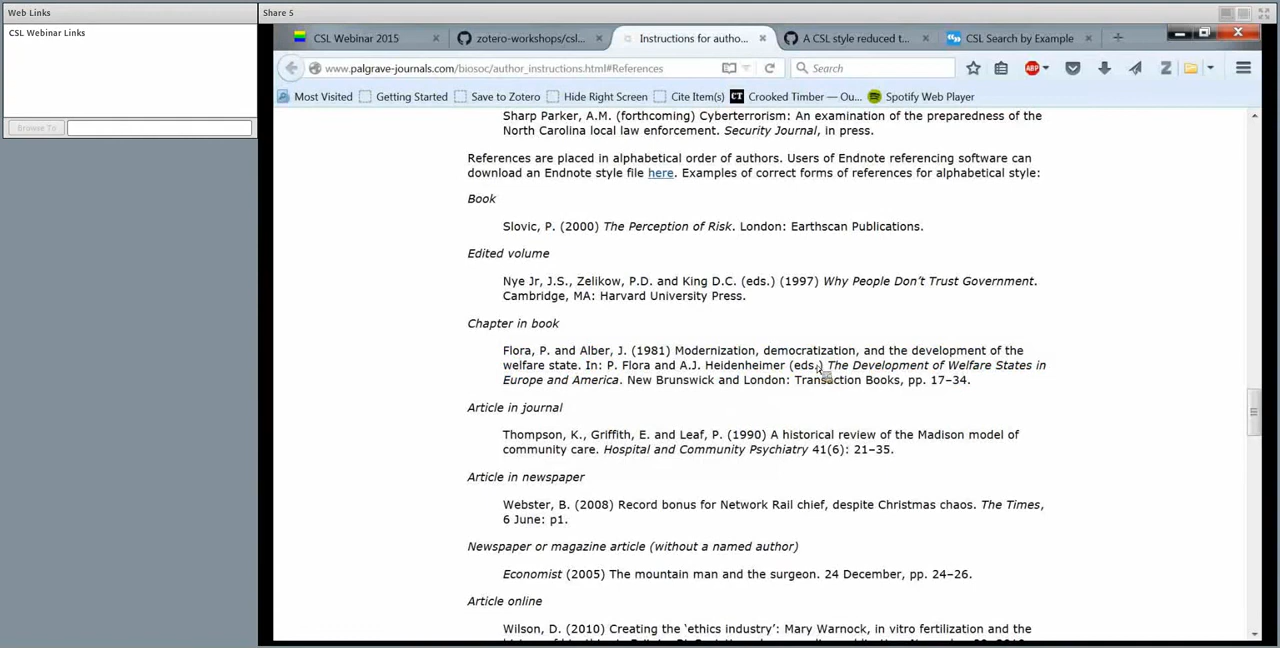 Web Links
CSL Webinar Links
Browse To
Share 5
CSL Webinar 2015
zotero-workshops/csl...
Instructions for autho...
A CSL style reduced t...
CSL Search by Example
www.palgrave-journals.com/biosoc/author_instructions.html#References
Search
ABP
Z
Most Visited
Getting Started
Save to Zotero
Hide Right Screen
Cite Item(s)
CT
Crooked Timber — Ou...
Spotify Web Player
Sharp Parker, A.M. (forthcoming) Cyberterrorism: An examination of the preparedness of the
North Carolina local law enforcement. Security Journal, in press.
References are placed in alphabetical order of authors. Users of Endnote referencing software can
download an Endnote style file here. Examples of correct forms of references for alphabetical style:
Book
Slovic, P. (2000) The Perception of Risk. London: Earthscan Publications.
Edited volume
Nye Jr, J.S., Zelikow, P.D. and King D.C. (eds.) (1997) Why People Don’t Trust Government.
Cambridge, MA: Harvard University Press.
Chapter in book
Flora, P. and Alber, J. (1981) Modernization, democratization, and the development of the
welfare state. In: P. Flora and A.J. Heidenheimer (eds.) The Development of Welfare States in
Europe and America. New Brunswick and London: Transaction Books, pp. 17–34.
Article in journal
Thompson, K., Griffith, E. and Leaf, P. (1990) A historical review of the Madison model of
community care. Hospital and Community Psychiatry 41(6): 21–35.
Article in newspaper
Webster, B. (2008) Record bonus for Network Rail chief, despite Christmas chaos. The Times,
6 June: p1.
Newspaper or magazine article (without a named author)
Economist (2005) The mountain man and the surgeon. 24 December, pp. 24–26.
Article online
Wilson, D. (2010) Creating the ‘ethics industry’: Mary Warnock, in vitro fertilization and the